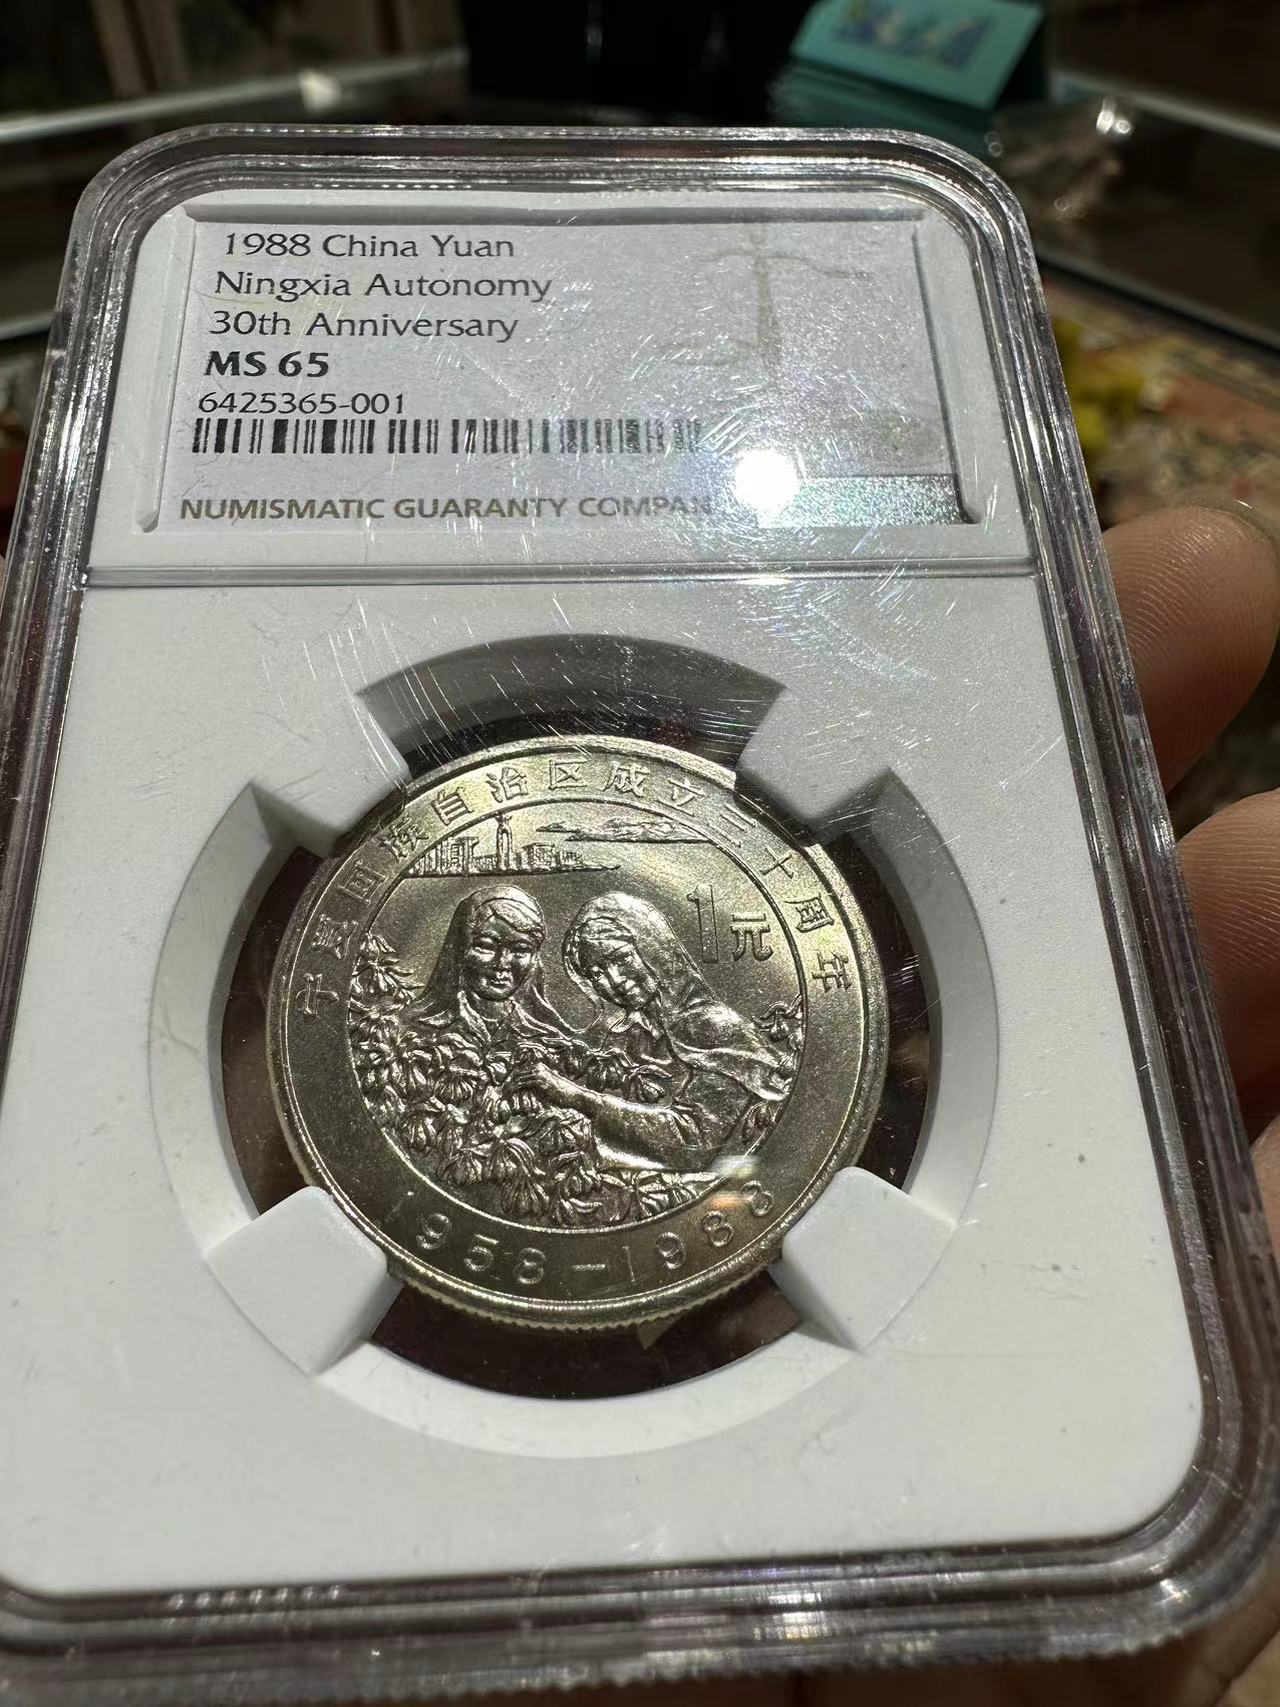 1988 China Yuan
Ningxia Autonomy
30th Anniversary
MS 65
6425365-001
NUMISMATIC GUARANTY COMPAN
宁夏回族自治区成立三十周年
1元
1958-1988